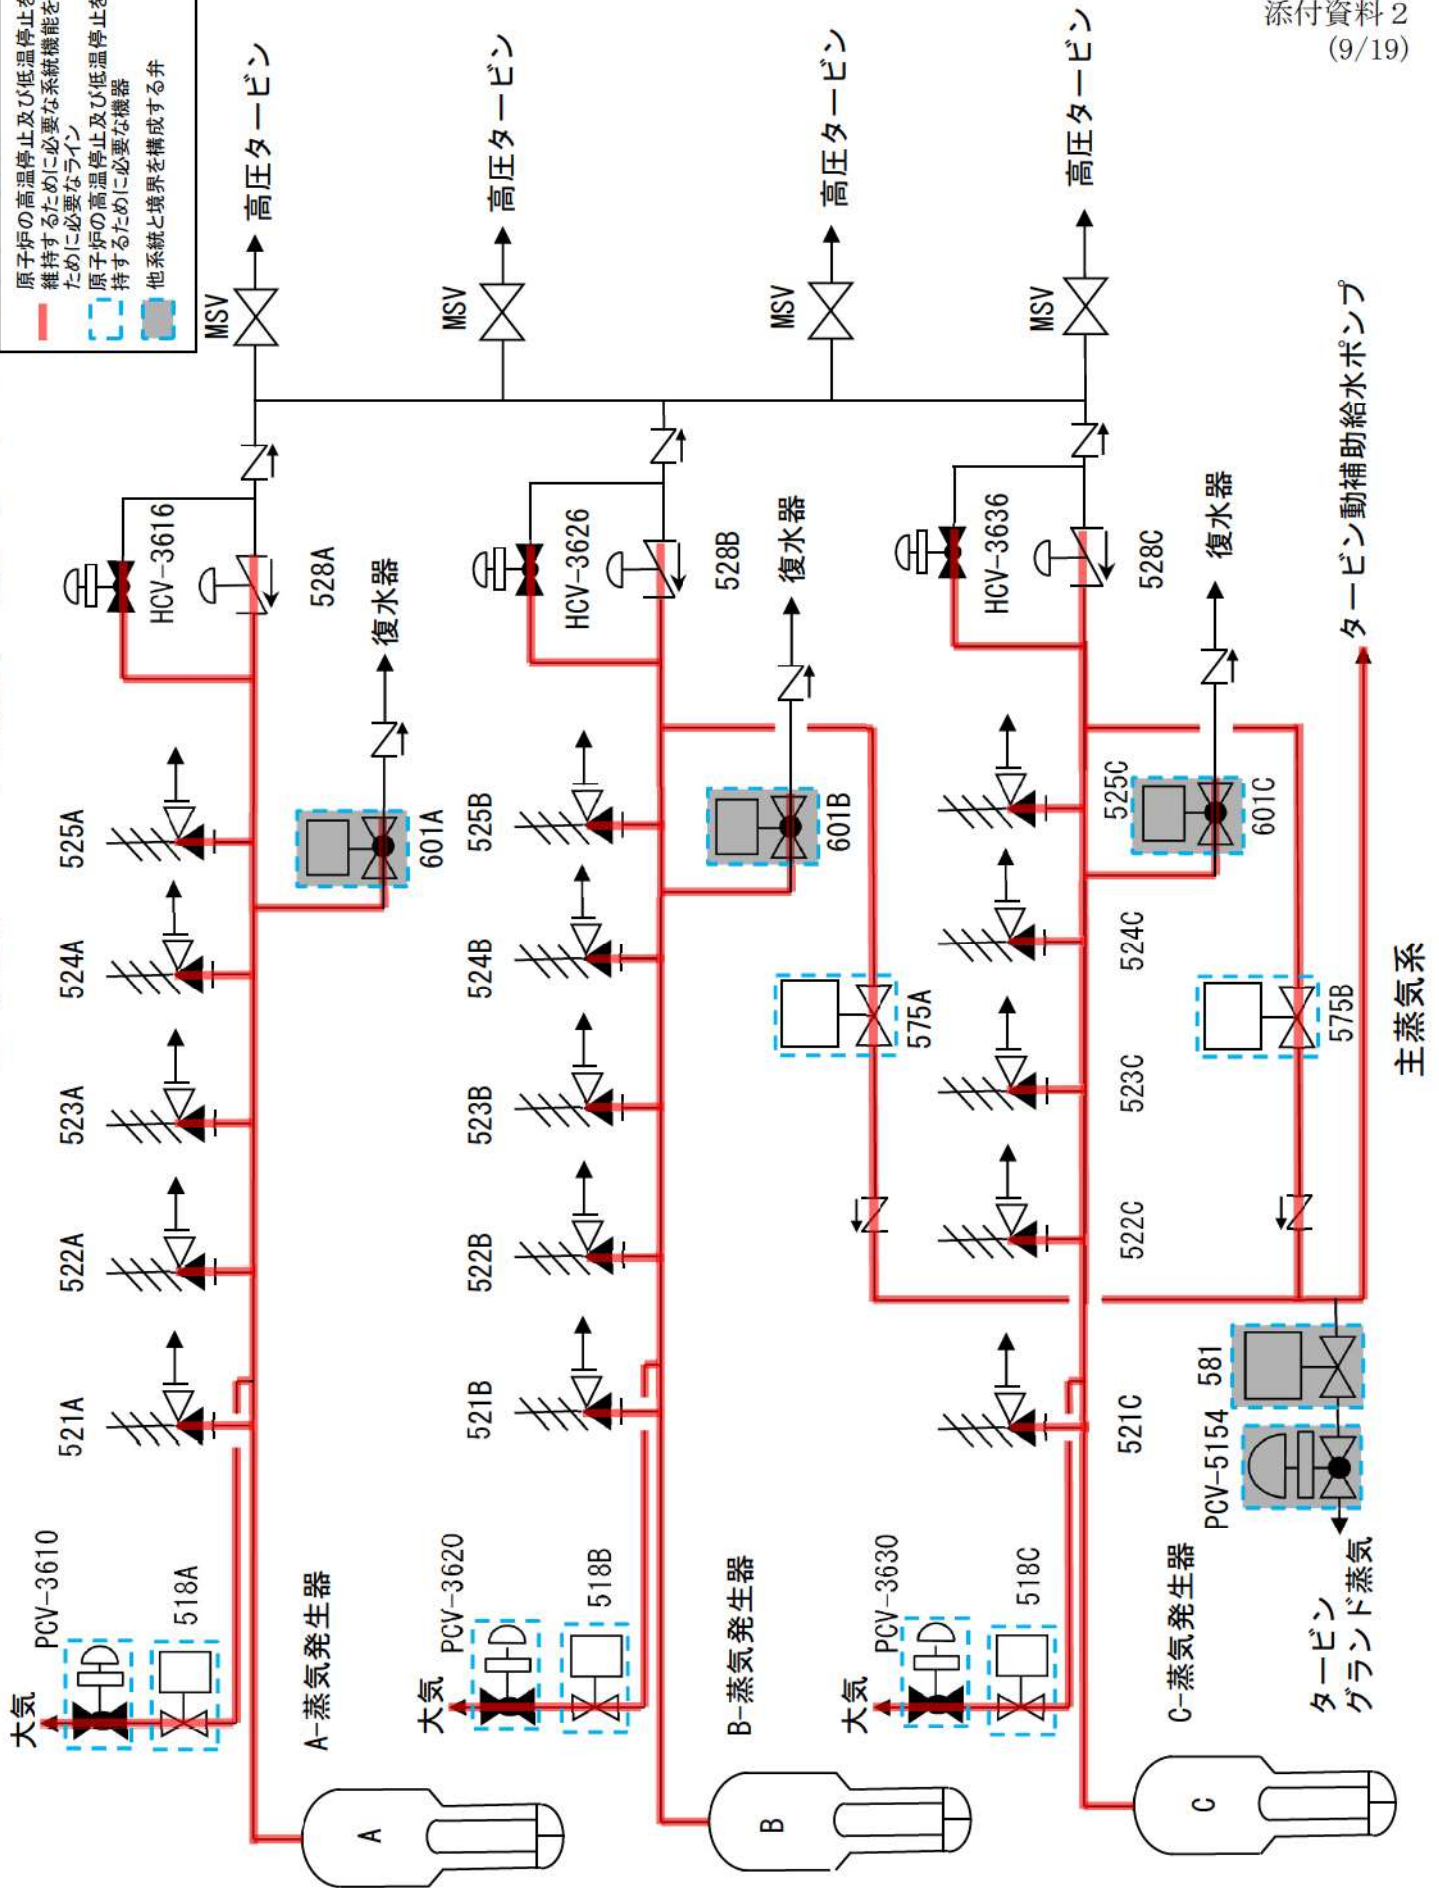 添付資料2
(9/19)
原子炉の高温停止及び低温停止を
維持するために必要な系統機能を
ために必要なライン
原子炉の高温停止及び低温停止を
持するために必要な機器
他系統と境界を構成する弁
大気
PCV-3610
518A
A-蒸気発生器
A
521A
522A
523A
524A
525A
601A
復水器
HCV-3616
528A
MSV
高圧タービン
MSV
高圧タービン
大気
PCV-3620
518B
B-蒸気発生器
B
521B
522B
523B
524B
525B
601B
復水器
HCV-3626
528B
575A
MSV
高圧タービン
MSV
高圧タービン
大気
PCV-3630
518C
C-蒸気発生器
C
521C
522C
523C
524C
525C
601C
復水器
HCV-3636
528C
575B
PCV-5154
581
タービン
グランド蒸気
タービン動補助給水ポンプ
主蒸気系